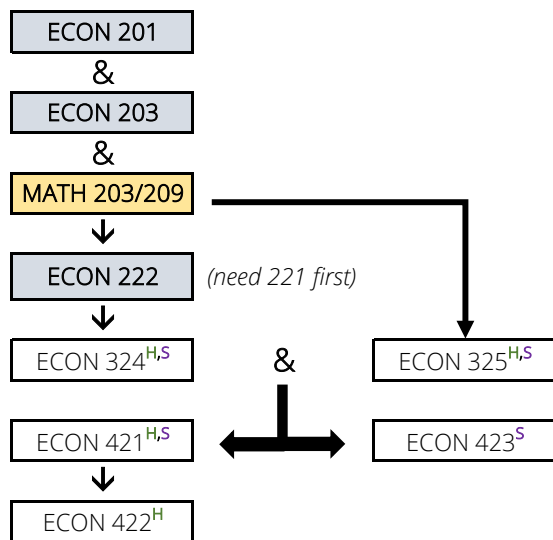 ECON 201
&
ECON 203
&
MATH 203/209
ECON 222 (need 221 first)
ECON 324H,S & ECON 325H,S
ECON 421H,S ECON 423S
ECON 422H